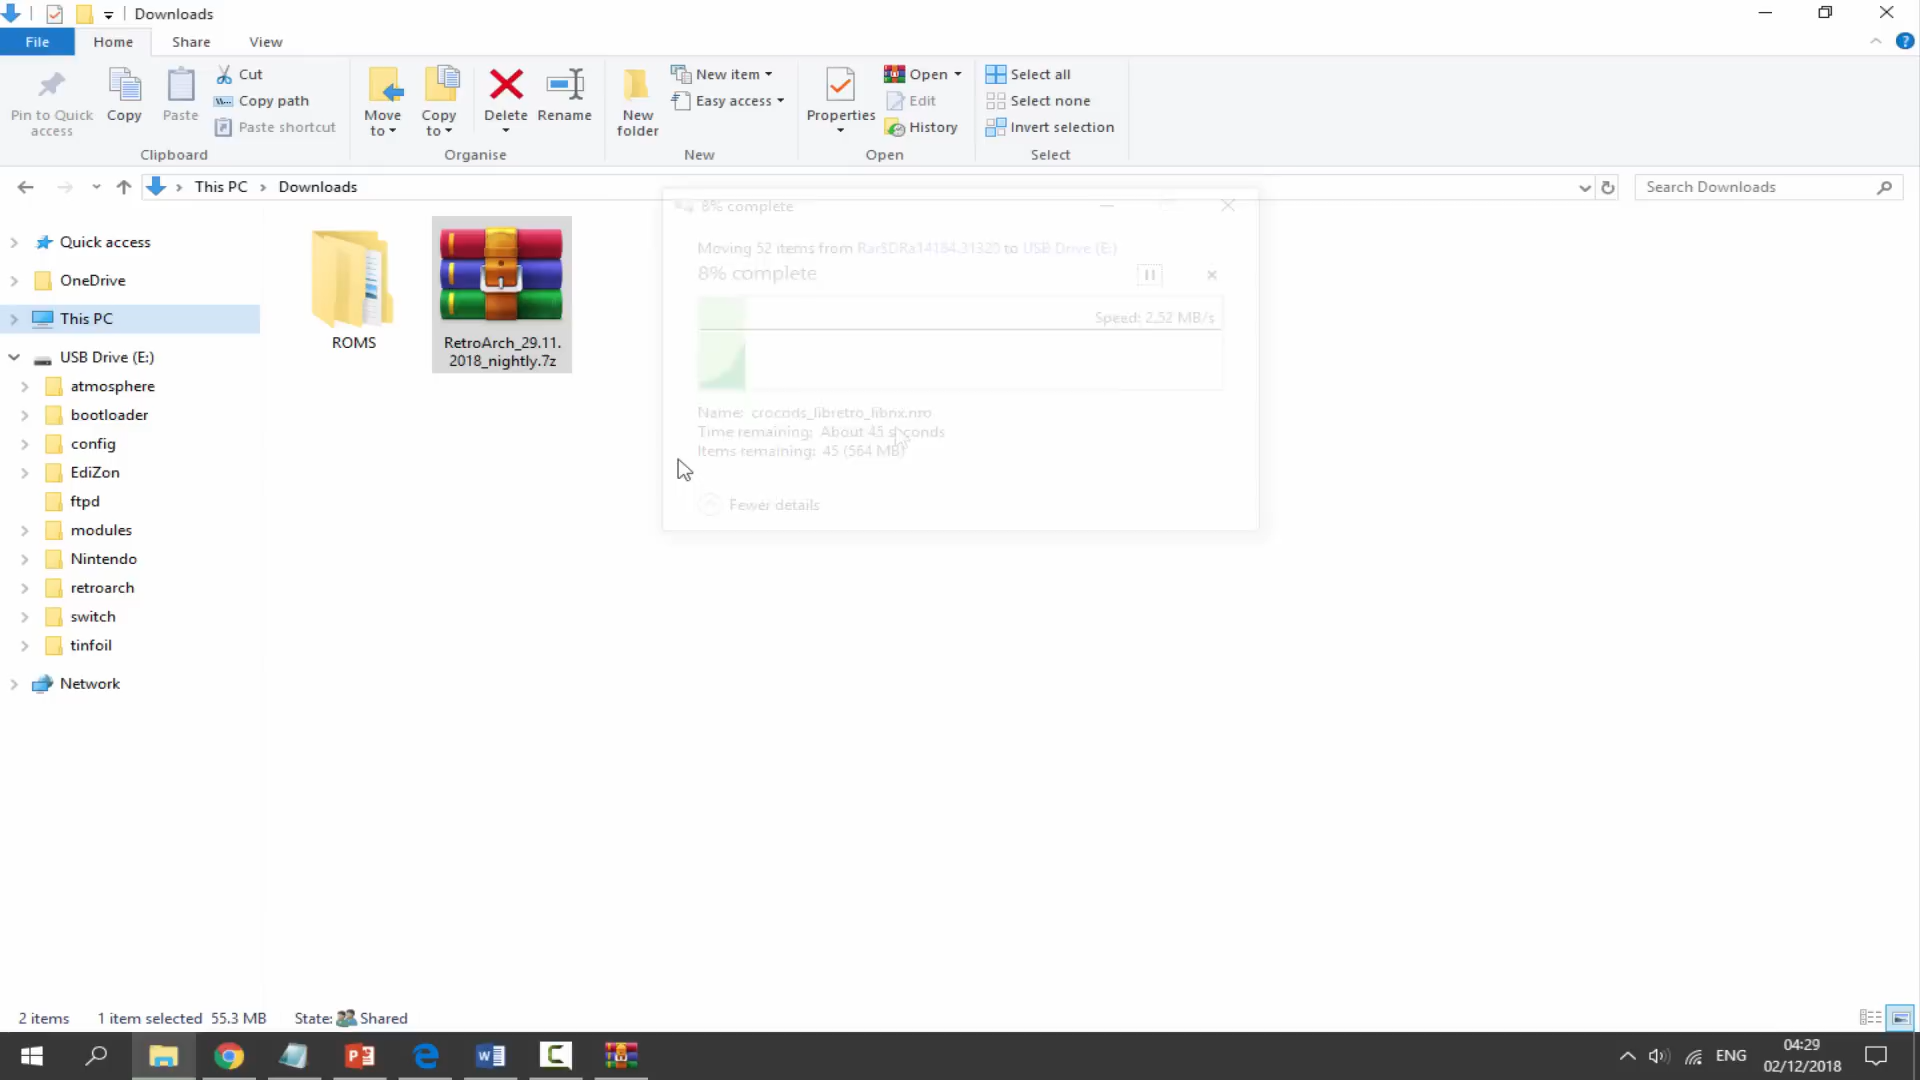 Downloads
File
Home
Share
View
Pin to Quick
access
Copy
Paste
Cut
Copy path
Paste shortcut
Clipboard
Move
to
Copy
to
Delete
Rename
Organise
New
folder
New item
Easy access
New
Properties
Open
Edit
History
Open
Select all
Select none
Invert selection
Select
This PC
Downloads
Search Downloads
Quick access
OneDrive
This PC
USB Drive (E:)
atmosphere
bootloader
config
EdiZon
ftpd
modules
Nintendo
retroarch
switch
tinfoil
Network
ROMS
RetroArch_29.11.
2018_nightly.7z
8% complete
Moving 52 items from Rar$DRa14184.31320 to USB Drive (E:)
8% complete
Speed: 2.52 MB/s
Name: crocods_libretro_libnx.nro
Time remaining: About 45 seconds
Items remaining: 45 (564 MB)
Fewer details
2 items
1 item selected 55.3 MB
State: Shared
ENG
04:29
02/12/2018